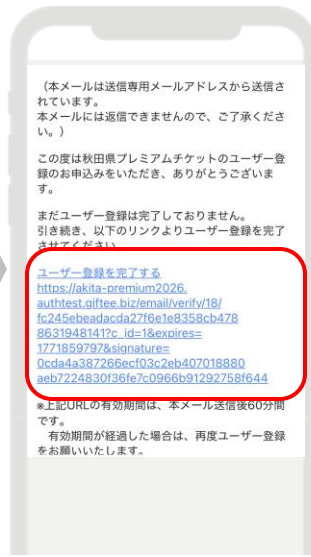 （本メールは送信専用メールアドレスから送信さ
れています。
本メールには返信できませんので、ご了承くださ
い。）
この度は秋田県プレミアムチケットのユーザー登
録のお申込みをいただき、ありがとうございま
す。
まだユーザー登録は完了しておりません。
引き続き、以下のリンクよりユーザー登録を完了
させてください
ユーザー登録を完了する
https://akita-premium2026.
authtest.giftee.biz/email/verify/18/
fc245ebeadacda27f6e1e8358cb478
8631948141?c_id=1&expires=
1771859797&signature=
0cda4a387266ecf03c2eb407018880
aeb7224830f36fe7c0966b91292758f644
※上記URLの有効期間は、本メール送信後60分間
です。
有効期間が経過した場合は、再度ユーザー登録
をお願いいたします。